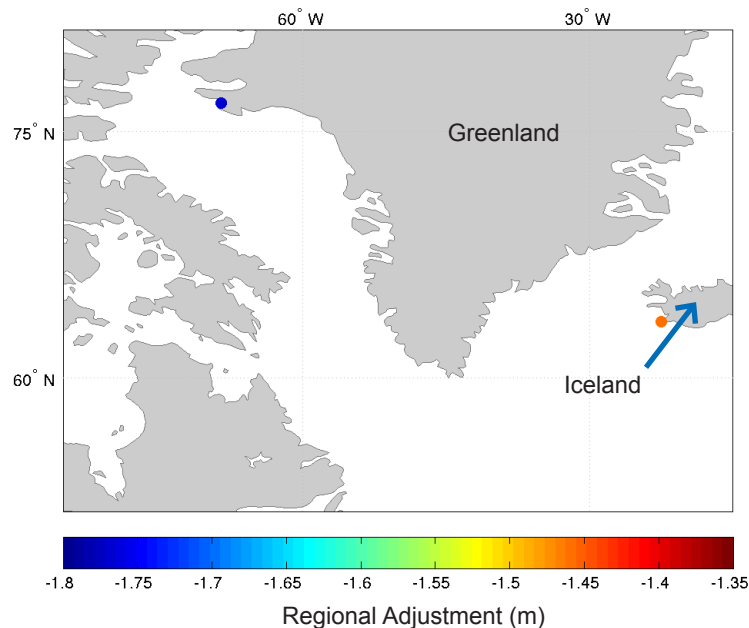 60° W 30° W
75° N
Greenland
60° N
Iceland
-1.8 -1.75 -1.7 -1.65 -1.6 -1.55 -1.5 -1.45 -1.4 -1.35
Regional Adjustment (m)